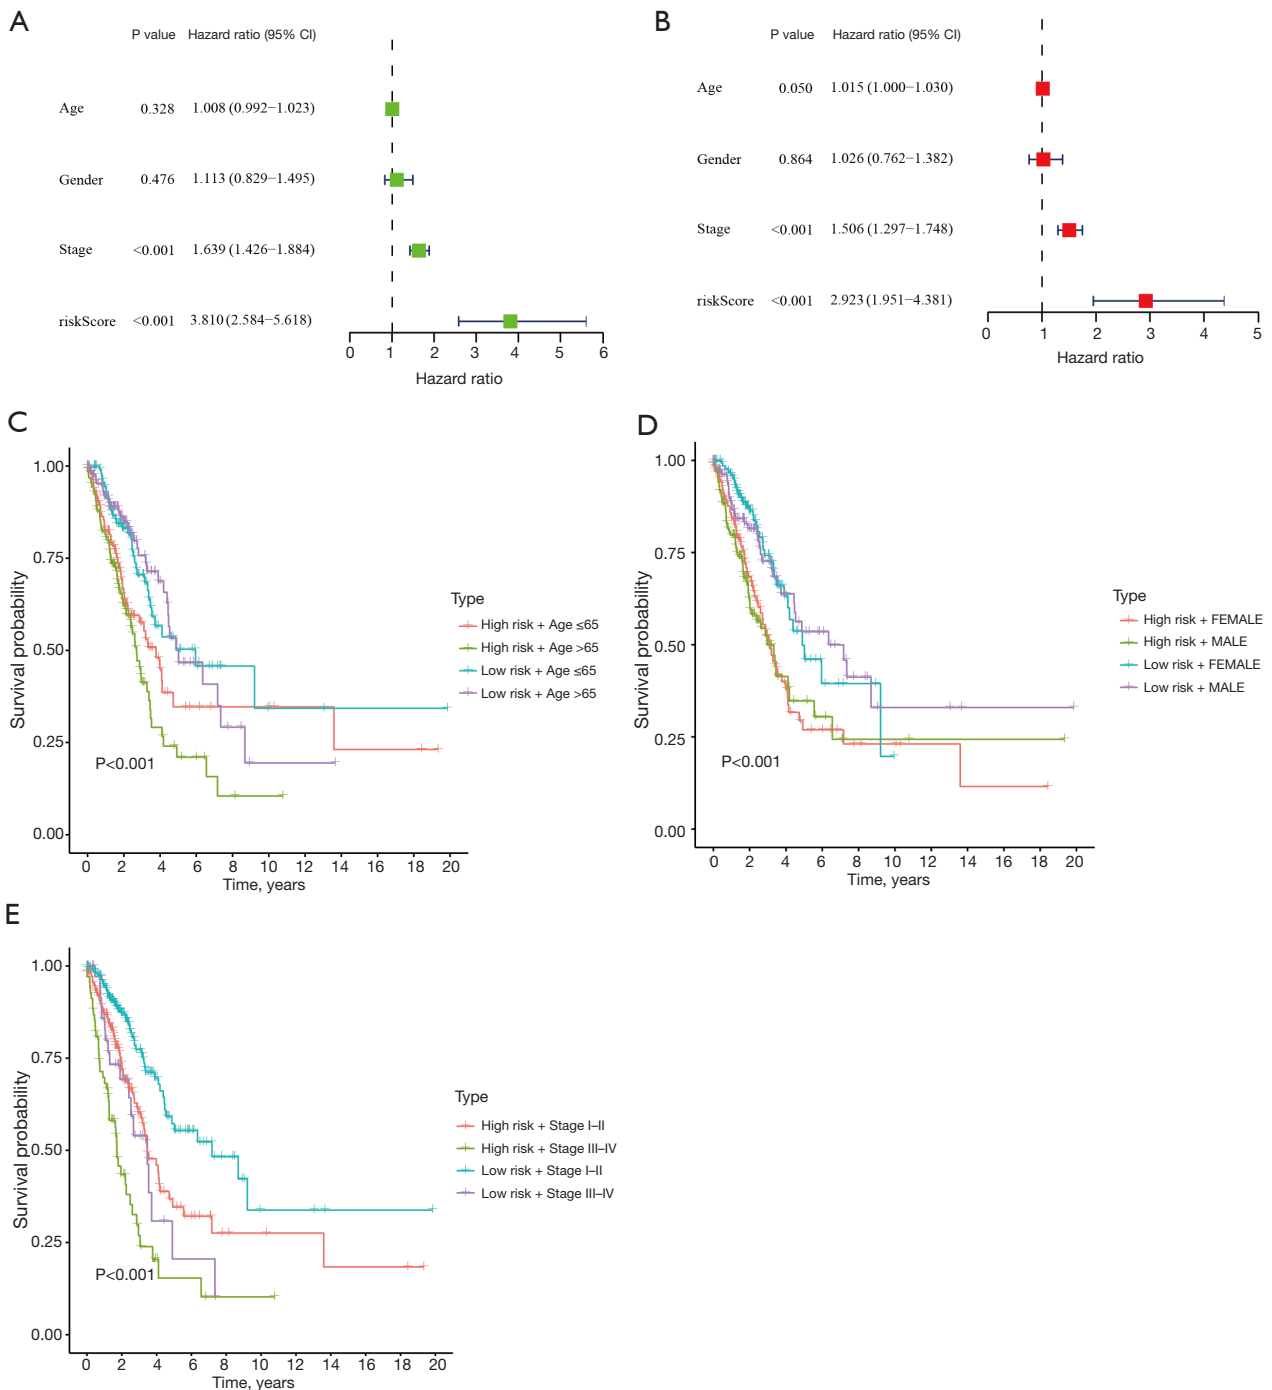 A
P value Hazard ratio (95% CI)
Age 0.328 1.008 (0.992−1.023)
Gender 0.476 1.113 (0.829−1.495)
Stage <0.001 1.639 (1.426−1.884)
riskScore <0.001 3.810 (2.584−5.618)
0 1 2 3 4 5 6
Hazard ratio
B
P value Hazard ratio (95% CI)
Age 0.050 1.015 (1.000−1.030)
Gender 0.864 1.026 (0.762−1.382)
Stage <0.001 1.506 (1.297−1.748)
riskScore <0.001 2.923 (1.951−4.381)
0 1 2 3 4 5
Hazard ratio
C
Survival probability
1.00
0.75
0.50
0.25
0.00
P<0.001
0 2 4 6 8 10 12 14 16 18 20
Time, years
Type
High risk + Age ≤65
High risk + Age >65
Low risk + Age ≤65
Low risk + Age >65
D
Survival probability
1.00
0.75
0.50
0.25
0.00
P<0.001
0 2 4 6 8 10 12 14 16 18 20
Time, years
Type
High risk + FEMALE
High risk + MALE
Low risk + FEMALE
Low risk + MALE
E
Survival probability
1.00
0.75
0.50
0.25
0.00
P<0.001
0 2 4 6 8 10 12 14 16 18 20
Time, years
Type
High risk + Stage I–II
High risk + Stage III–IV
Low risk + Stage I–II
Low risk + Stage III–IV